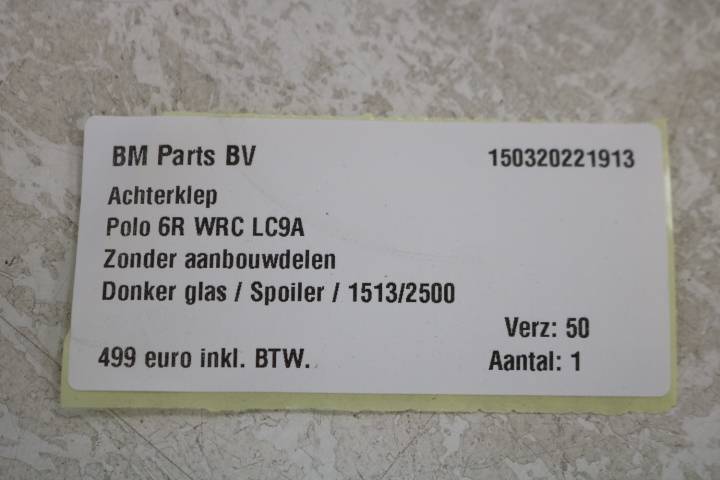 BM Parts BV 150320221913
Achterklep
Polo 6R WRC LC9A
Zonder aanbouwdelen
Donker glas / Spoiler / 1513/2500
Verz: 50
499 euro inkl. BTW. Aantal: 1